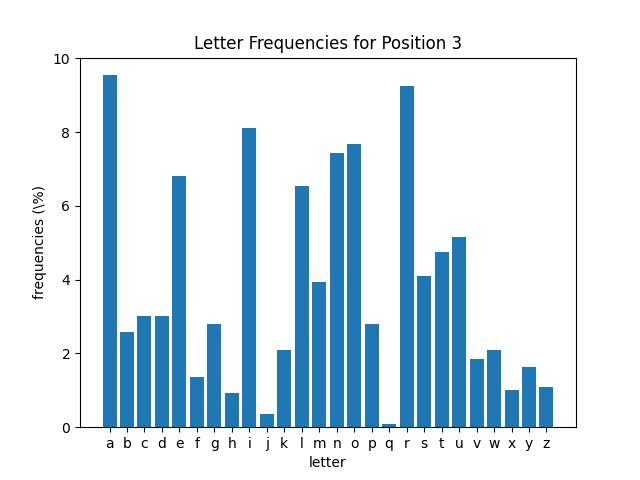 Letter Frequencies for Position 3
10
8
6
4
2
0
frequencies (\%)
a b c d e f g h i j k l m n o p q r s t u v w x y z
letter